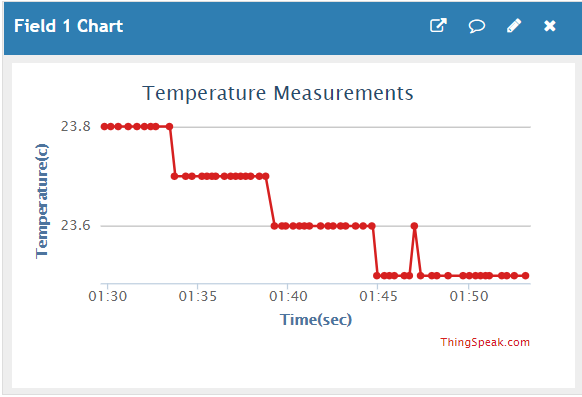 Field 1 Chart
Temperature Measurements
Temperature(c)
23.8
23.6
01:30 01:35 01:40 01:45 01:50
Time(sec)
ThingSpeak.com